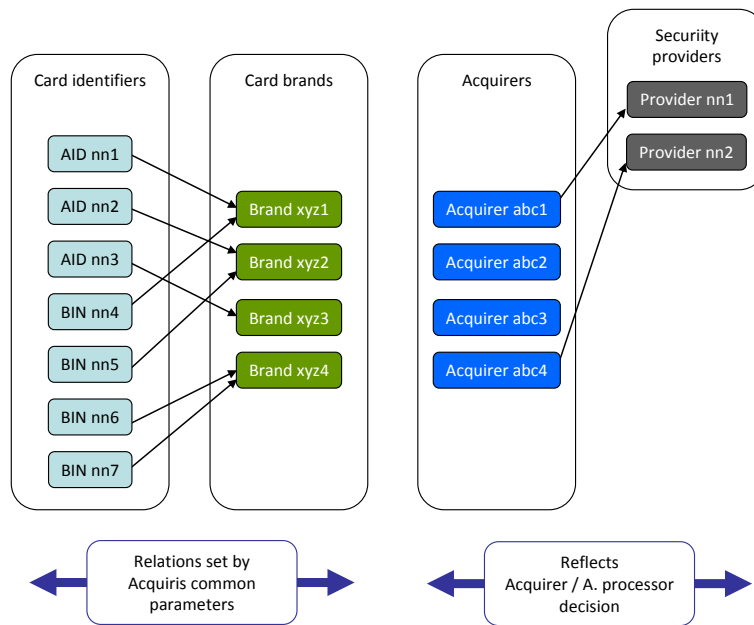 Card identifiers
AID nn1
AID nn2
AID nn3
BIN nn4
BIN nn5
BIN nn6
BIN nn7
Card brands
Brand xyz1
Brand xyz2
Brand xyz3
Brand xyz4
Acquirers
Acquirer abc1
Acquirer abc2
Acquirer abc3
Acquirer abc4
Securiity
providers
Provider nn1
Provider nn2
Relations set by
Acquiris common
parameters
Reflects
Acquirer / A. processor
decision